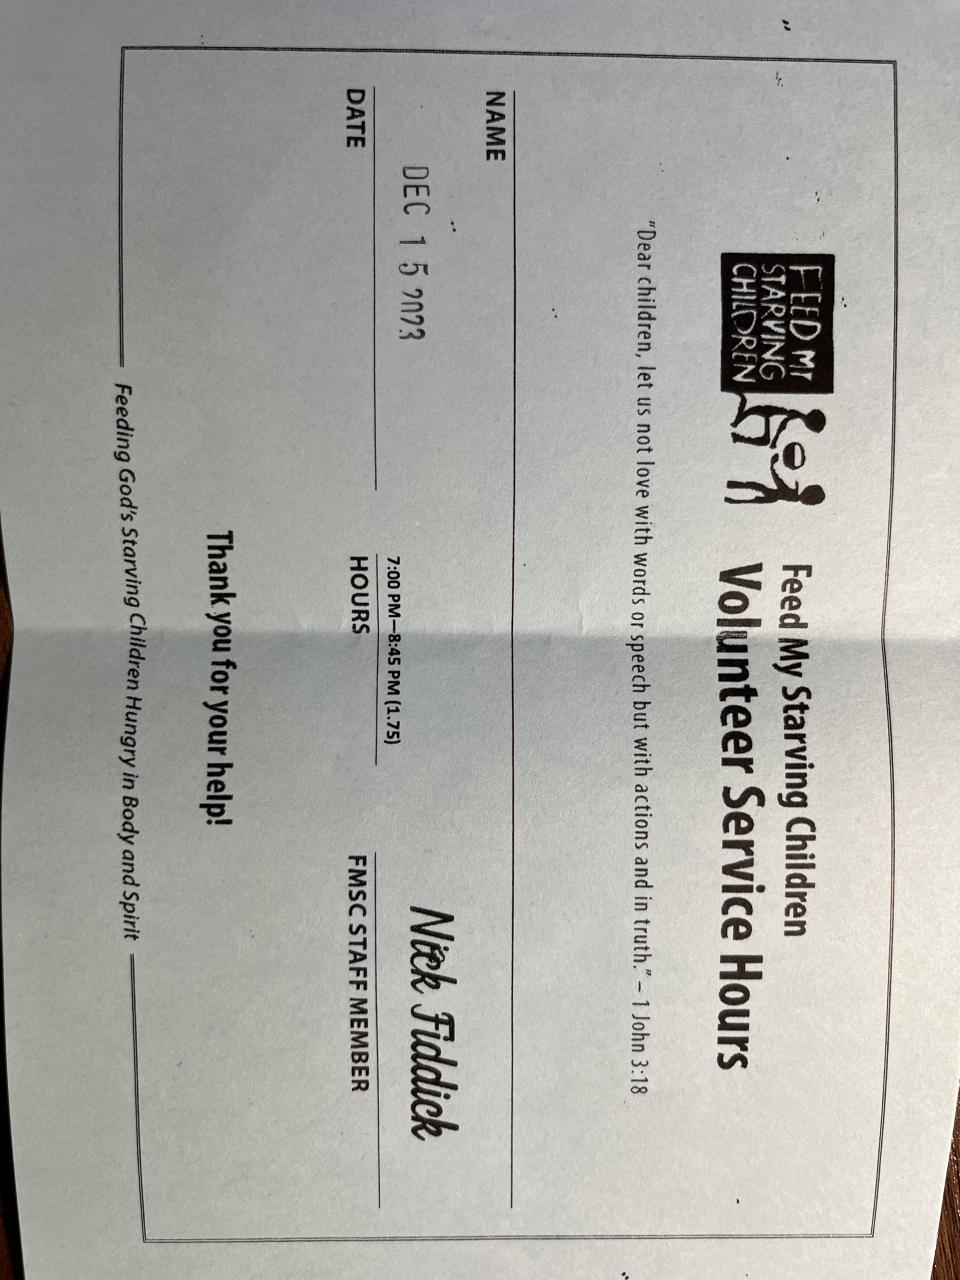 FEED MY
STARVING
CHILDREN
Feed My Starving Children
Volunteer Service Hours
"Dear children, let us not love with words or speech but with actions and in truth." – 1 John 3:18
NAME
DEC 15 2023
7:00 PM—8:45 PM (1.75)
Nick Fiddick
DATE
HOURS
FMSC STAFF MEMBER
Thank you for your help!
Feeding God's Starving Children Hungry in Body and Spirit